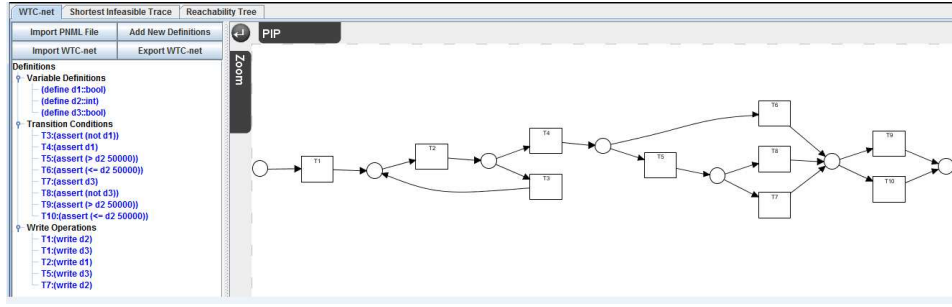 WTC-net Shortest Infeasible Trace Reachability Tree
Import PNML File Add New Definitions
Import WTC-net Export WTC-net
Definitions
Variable Definitions
(define d1::bool)
(define d2::int)
(define d3::bool)
Transition Conditions
T3:(assert (not d1))
T4:(assert d1)
T5:(assert (> d2 50000))
T6:(assert (<= d2 50000))
T7:(assert d3)
T8:(assert (not d3))
T9:(assert (> d2 50000))
T10:(assert (<= d2 50000))
Write Operations
T1:(write d2)
T1:(write d3)
T2:(write d1)
T5:(write d3)
T7:(write d2)
PIP
Zoom
T1
T2
T4
T3
T6
T5
T8
T7
T9
T10